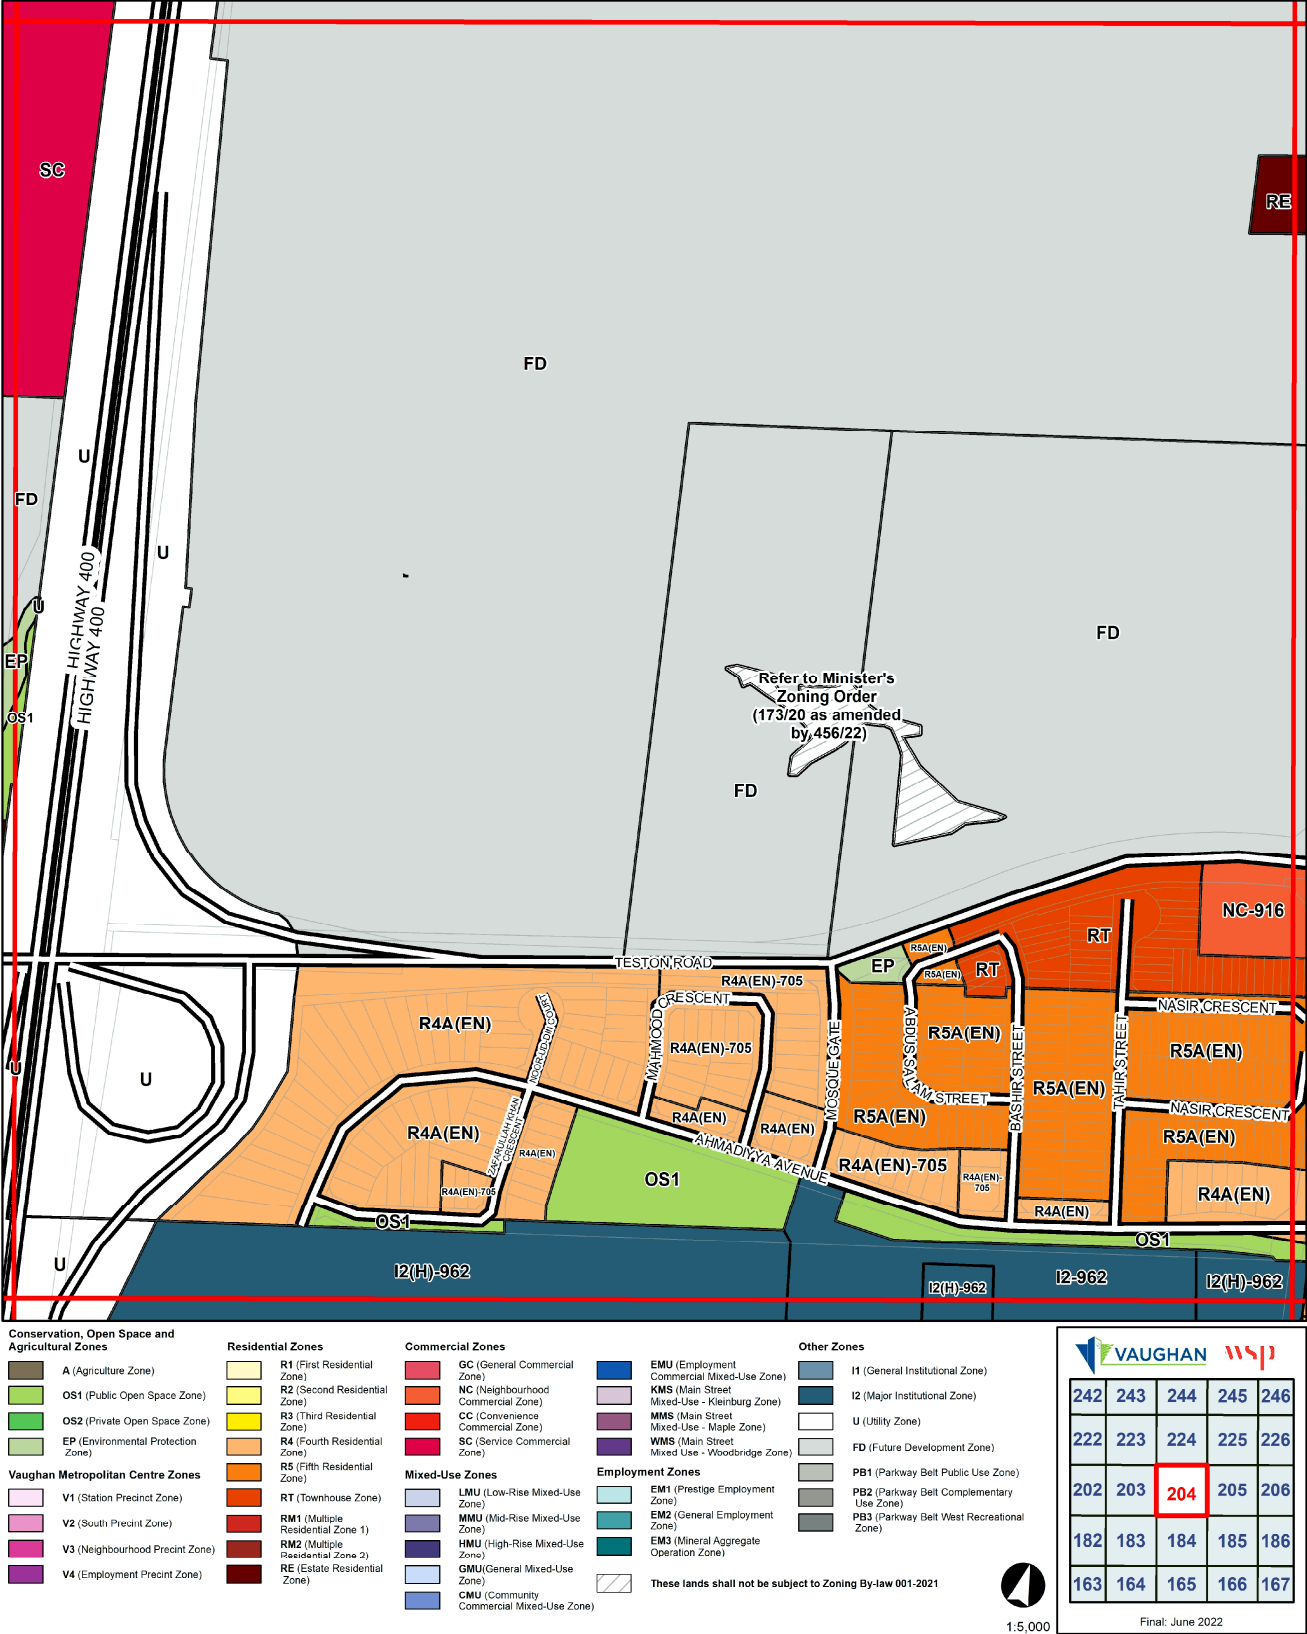 SC
RE
FD
U
FD
U
HIGHWAY 400
HIGHWAY 400
U
EP
OS1
FD
Refer to Minister's
Zoning Order
(173/20 as amended
by 456/22)
FD
NC-916
RT
R5A(EN)
EP
R5A(EN)
RT
TESTON ROAD
R4A(EN)-705
CRESCENT
MAHMOOD
NOOR-UD-DIN COURT
R4A(EN)
R4A(EN)-705
MOSQUE GATE
ABDUS SALAM STREET
R5A(EN)
BASHIR STREET
R5A(EN)
TAHIR STREET
NASIR CRESCENT
R5A(EN)
NASIR CRESCENT
R5A(EN)
U
U
R4A(EN)
ZAFARULLAH KHAN
CRESCENT
R4A(EN)
R4A(EN)
R4A(EN)
R5A(EN)
AHMADIYYA AVENUE
R4A(EN)-705
OS1
R4A(EN)-705
R4A(EN)-
705
R4A(EN)
R4A(EN)
OS1
OS1
U
I2(H)-962
I2(H)-962
I2-962
I2(H)-962
Conservation, Open Space and
Agricultural Zones
A (Agriculture Zone)
OS1 (Public Open Space Zone)
OS2 (Private Open Space Zone)
EP (Environmental Protection
Zone)
Vaughan Metropolitan Centre Zones
V1 (Station Precinct Zone)
V2 (South Precint Zone)
V3 (Neighbourhood Precint Zone)
V4 (Employment Precint Zone)
Residential Zones
R1 (First Residential
Zone)
R2 (Second Residential
Zone)
R3 (Third Residential
Zone)
R4 (Fourth Residential
Zone)
R5 (Fifth Residential
Zone)
RT (Townhouse Zone)
RM1 (Multiple
Residential Zone 1)
RM2 (Multiple
Residential Zone 2)
RE (Estate Residential
Zone)
Commercial Zones
GC (General Commercial
Zone)
NC (Neighbourhood
Commercial Zone)
CC (Convenience
Commercial Zone)
SC (Service Commercial
Zone)
Mixed-Use Zones
LMU (Low-Rise Mixed-Use
Zone)
MMU (Mid-Rise Mixed-Use
Zone)
HMU (High-Rise Mixed-Use
Zone)
GMU(General Mixed-Use
Zone)
CMU (Community
Commercial Mixed-Use Zone)
EMU (Employment
Commercial Mixed-Use Zone)
KMS (Main Street
Mixed-Use - Kleinburg Zone)
MMS (Main Street
Mixed-Use - Maple Zone)
WMS (Main Street
Mixed Use - Woodbridge Zone)
Employment Zones
EM1 (Prestige Employment
Zone)
EM2 (General Employment
Zone)
EM3 (Mineral Aggregate
Operation Zone)
These lands shall not be subject to Zoning By-law 001-2021
Other Zones
I1 (General Institutional Zone)
I2 (Major Institutional Zone)
U (Utility Zone)
FD (Future Development Zone)
PB1 (Parkway Belt Public Use Zone)
PB2 (Parkway Belt Complementary
Use Zone)
PB3 (Parkway Belt West Recreational
Zone)
1:5,000
VAUGHAN wsp
242 243 244 245 246
222 223 224 225 226
202 203 204 205 206
182 183 184 185 186
163 164 165 166 167
Final: June 2022